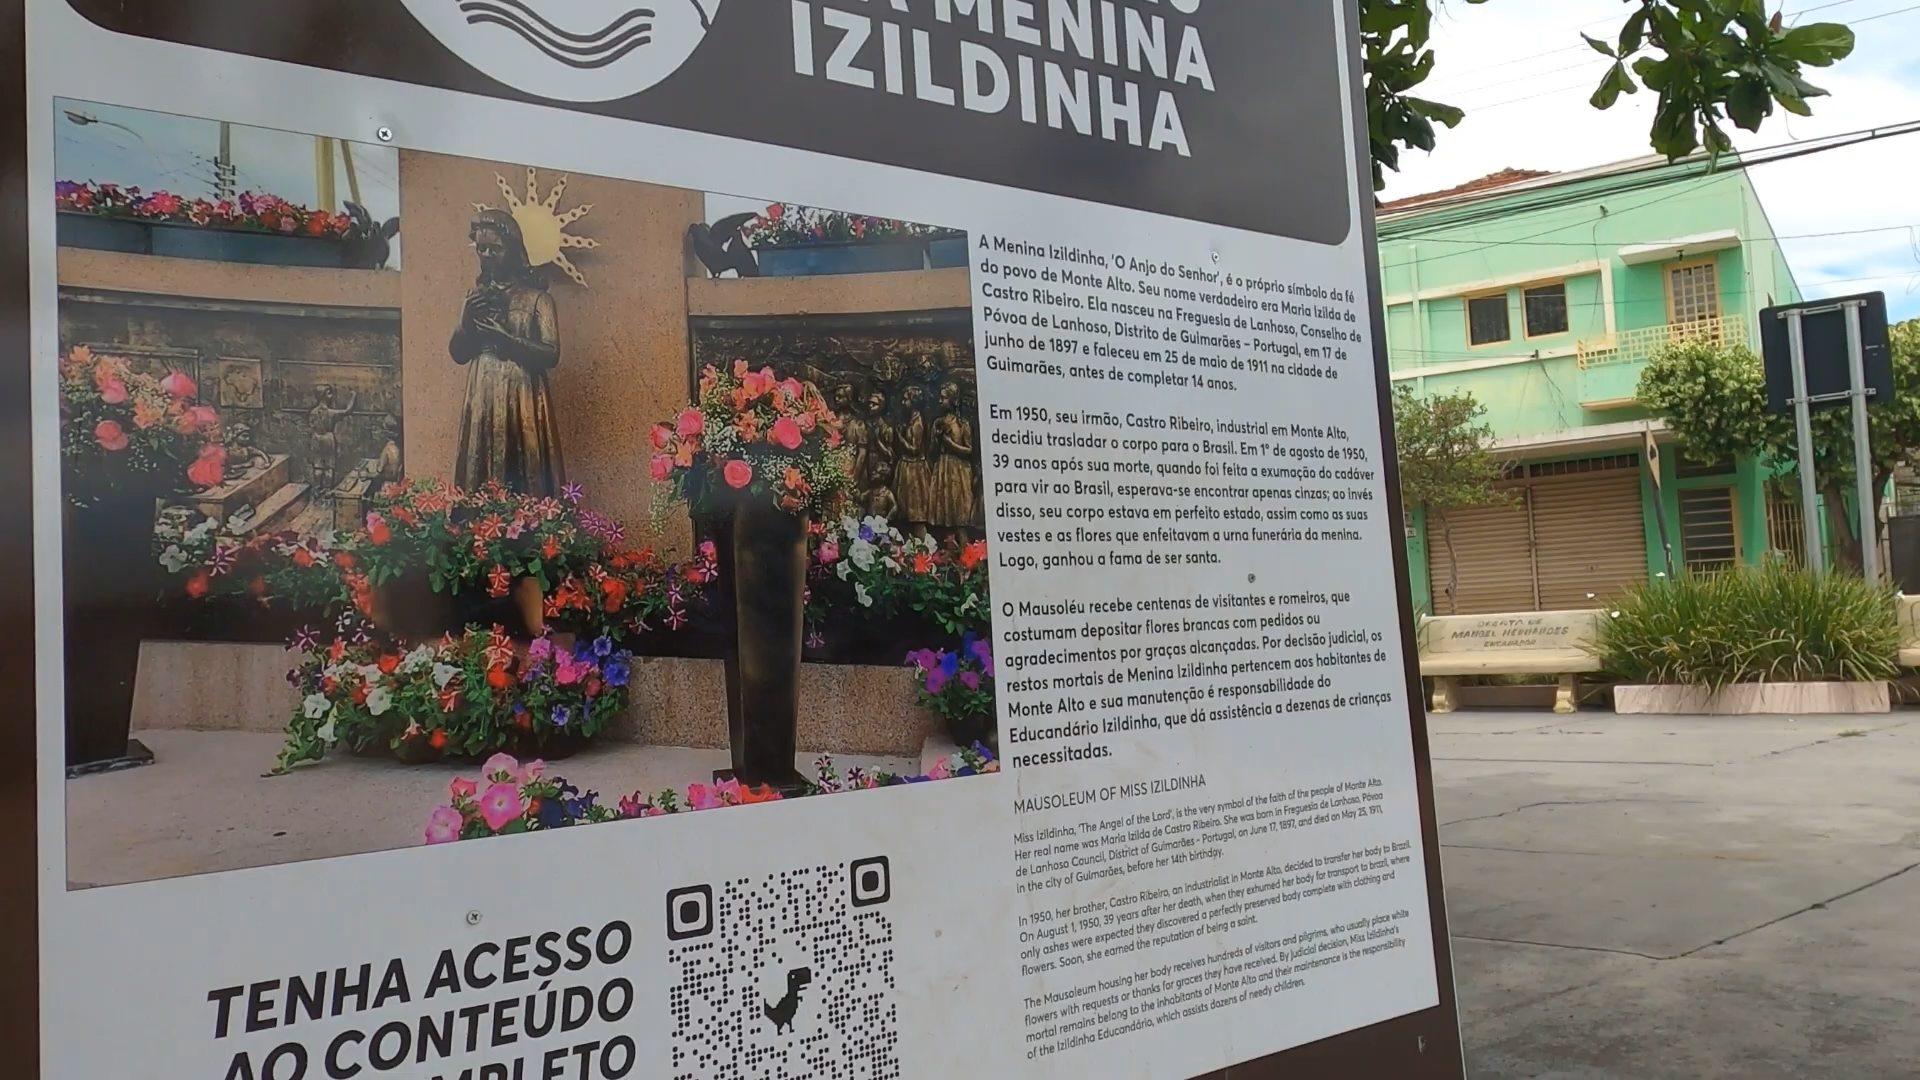 A MENINA
IZILDINHA
A Menina Izildinha, 'O Anjo do Senhor', é o próprio símbolo da fé
do povo de Monte Alto. Seu nome verdadeiro era Maria Izilda de
Castro Ribeiro. Ela nasceu na Freguesia de Lanhoso, Conselho de
Póvoa de Lanhoso, Distrito de Guimarães – Portugal, em 17 de
junho de 1897 e faleceu em 25 de maio de 1911 na cidade de
Guimarães, antes de completar 14 anos.
Em 1950, seu irmão, Castro Ribeiro, industrial em Monte Alto,
decidiu trasladar o corpo para o Brasil. Em 1º de agosto de 1950,
39 anos após sua morte, quando foi feita a exumação do cadáver
para vir ao Brasil, esperava-se encontrar apenas cinzas; ao invés
disso, seu corpo estava em perfeito estado, assim como as suas
vestes e as flores que enfeitavam a urna funerária da menina.
Logo, ganhou a fama de ser santa.
O Mausoléu recebe centenas de visitantes e romeiros, que
costumam depositar flores brancas com pedidos ou
agradecimentos por graças alcançadas. Por decisão judicial, os
restos mortais de Menina Izildinha pertencem aos habitantes de
Monte Alto e sua manutenção é responsabilidade do
Educandário Izildinha, que dá assistência a dezenas de crianças
necessitadas.
MAUSOLEUM OF MISS IZILDINHA
Miss Izildinha, 'The Angel of the Lord', is the very symbol of the faith of the people of Monte Alto.
Her real name was Maria Izilda de Castro Ribeiro. She was born in Freguesia de Lanhoso, Póvoa
de Lanhoso Council, District of Guimarães – Portugal, on June 17, 1897, and died on May 25, 1911,
in the city of Guimarães, before her 14th birthday.
In 1950, her brother, Castro Ribeiro, an industrialist in Monte Alto, decided to transfer her body to Brazil.
On August 1, 1950, 39 years after her death, when they exhumed her body for transport to brazil, where
only ashes were expected they discovered a perfectly preserved body complete with clothing and
flowers. Soon, she earned the reputation of being a saint.
The Mausoleum housing her body receives hundreds of visitors and pilgrims, who usually place white
flowers with requests or thanks for graces they have received. By judicial decision, Miss Izildinha's
mortal remains belong to the inhabitants of Monte Alto and their maintenance is the responsibility
of the Izildinha Educandário, which assists dozens of needy children.
TENHA ACESSO
AO CONTEÚDO
MANOEL HERNANDES